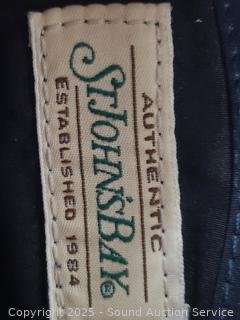 AUTHENTIC
ST.JOHN'S BAY®
ESTABLISHED 1984
Copyright © 2025 - Sound Auction Service